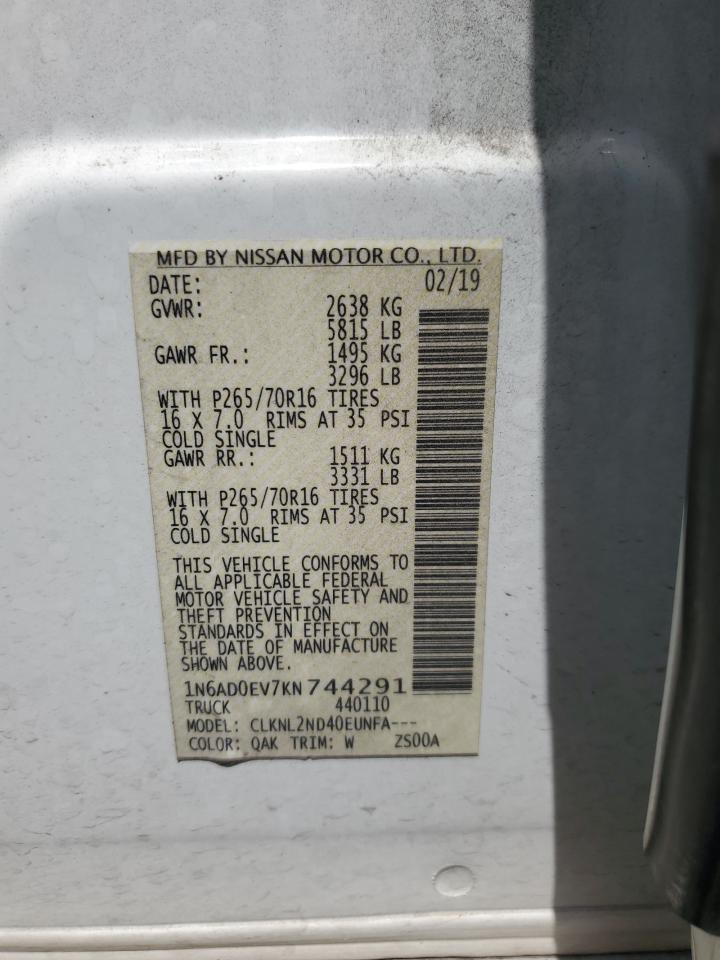 MFD BY NISSAN MOTOR CO., LTD.
DATE: 02/19
GVWR: 2638 KG
5815 LB
GAWR FR.: 1495 KG
3296 LB
WITH P265/70R16 TIRES
16 X 7.0 RIMS AT 35 PSI
COLD SINGLE
GAWR RR.: 1511 KG
3331 LB
WITH P265/70R16 TIRES
16 X 7.0 RIMS AT 35 PSI
COLD SINGLE
THIS VEHICLE CONFORMS TO
ALL APPLICABLE FEDERAL
MOTOR VEHICLE SAFETY AND
THEFT PREVENTION
STANDARDS IN EFFECT ON
THE DATE OF MANUFACTURE
SHOWN ABOVE.
1N6AD0EV7KN744291
TRUCK 440110
MODEL: CLKNL2ND40EUNFA---
COLOR: QAK TRIM: W ZS00A